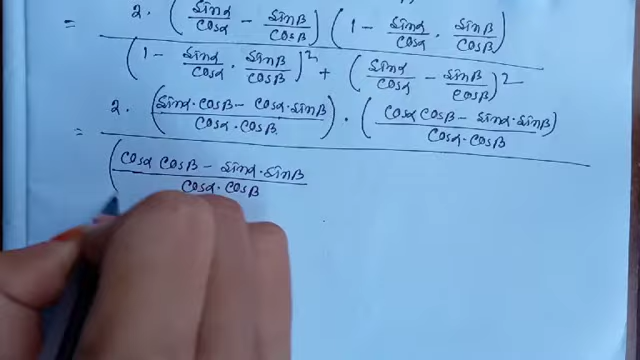 = 2. (sinα/cosα − sinβ/cosβ) (1 − sinα/cosα . sinβ/cosβ)
(1 − sinα/cosα . sinβ/cosβ)² + (sinα/cosα − sinβ/cosβ)²
= 2. (sinα.cosβ − cosα.sinβ / cosα.cosβ) . (cosα cosβ − sinα.sinβ / cosα.cosβ)
(cosα cosβ − sinα.sinβ / cosα.cosβ